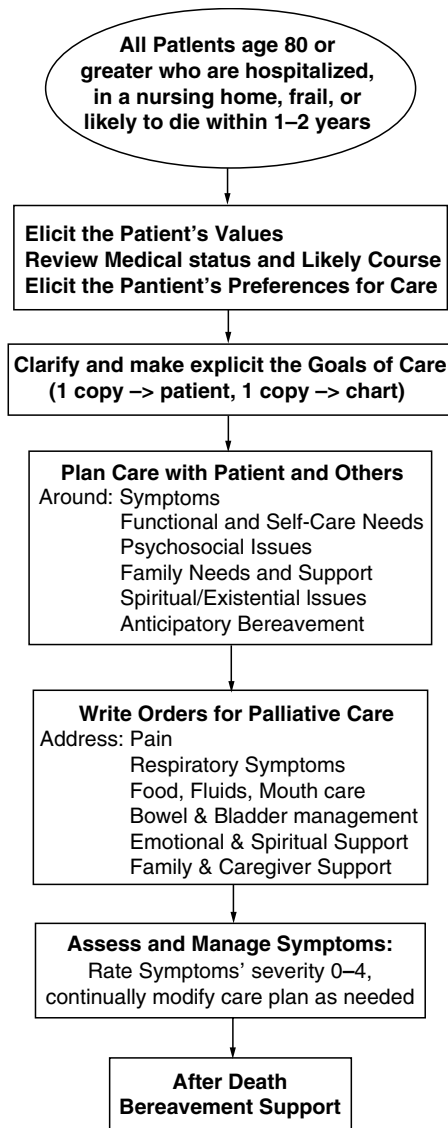 All Patlents age 80 or
greater who are hospitalized,
in a nursing home, frail, or
likely to die within 1–2 years
Elicit the Patient's Values
Review Medical status and Likely Course
Elicit the Pantient's Preferences for Care
Clarify and make explicit the Goals of Care
(1 copy –> patient, 1 copy –> chart)
Plan Care with Patient and Others
Around: Symptoms
Functional and Self-Care Needs
Psychosocial Issues
Family Needs and Support
Spiritual/Existential Issues
Anticipatory Bereavement
Write Orders for Palliative Care
Address: Pain
Respiratory Symptoms
Food, Fluids, Mouth care
Bowel & Bladder management
Emotional & Spiritual Support
Family & Caregiver Support
Assess and Manage Symptoms:
Rate Symptoms' severity 0–4,
continually modify care plan as needed
After Death
Bereavement Support